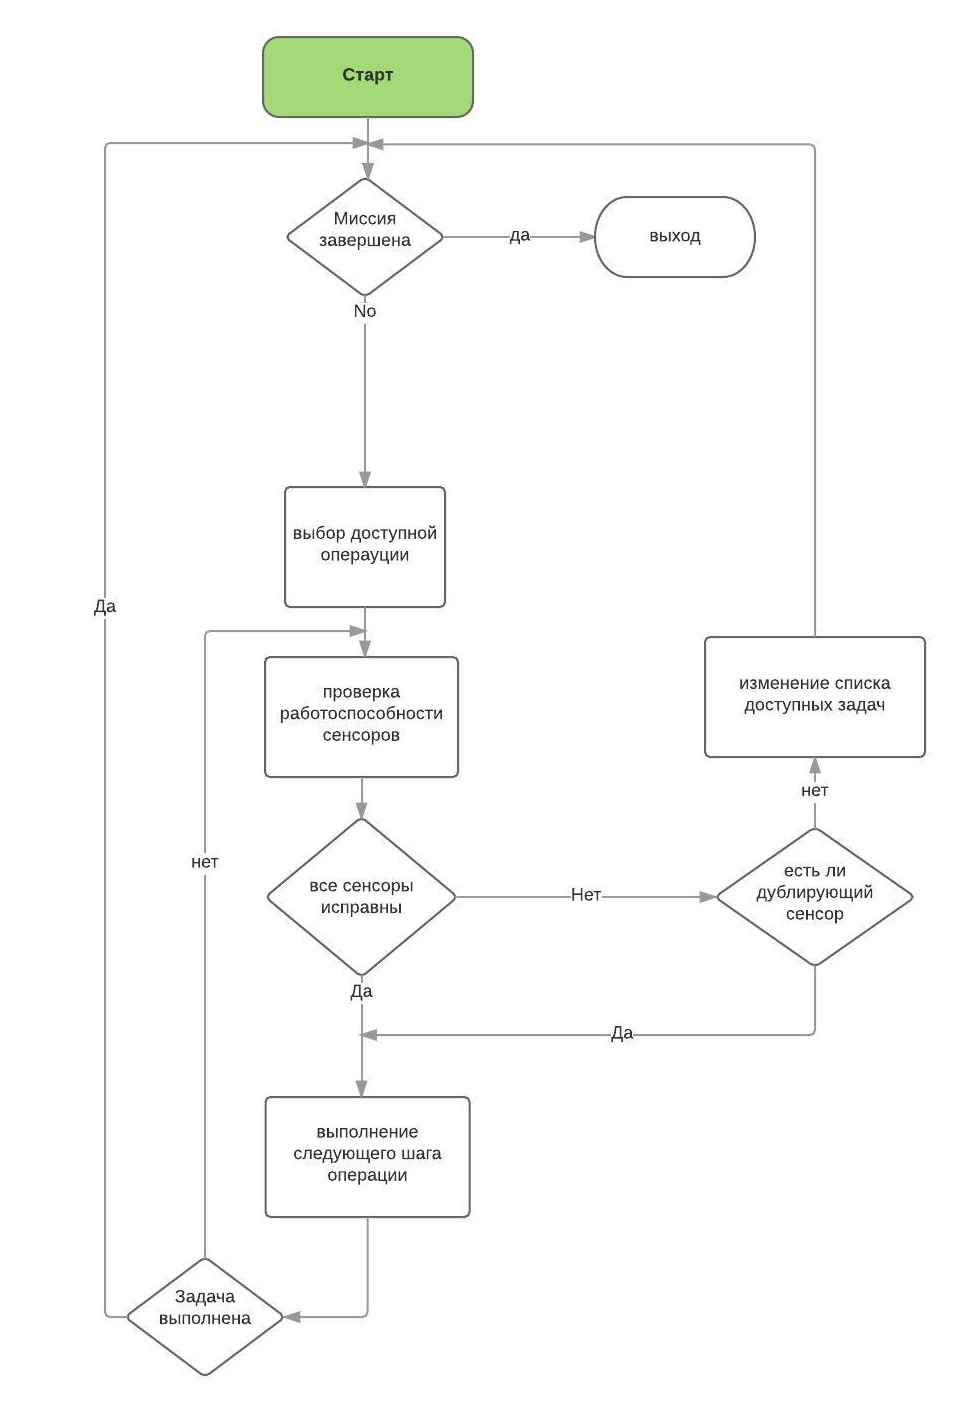 Старт
Миссия
завершена
да
выход
No
выбор доступной
операуции
Да
проверка
работоспособности
сенсоров
изменение списка
доступных задач
нет
нет
все сенсоры
исправны
Нет
есть ли
дублирующий
сенсор
Да
Да
выполнение
следующего шага
операции
Задача
выполнена